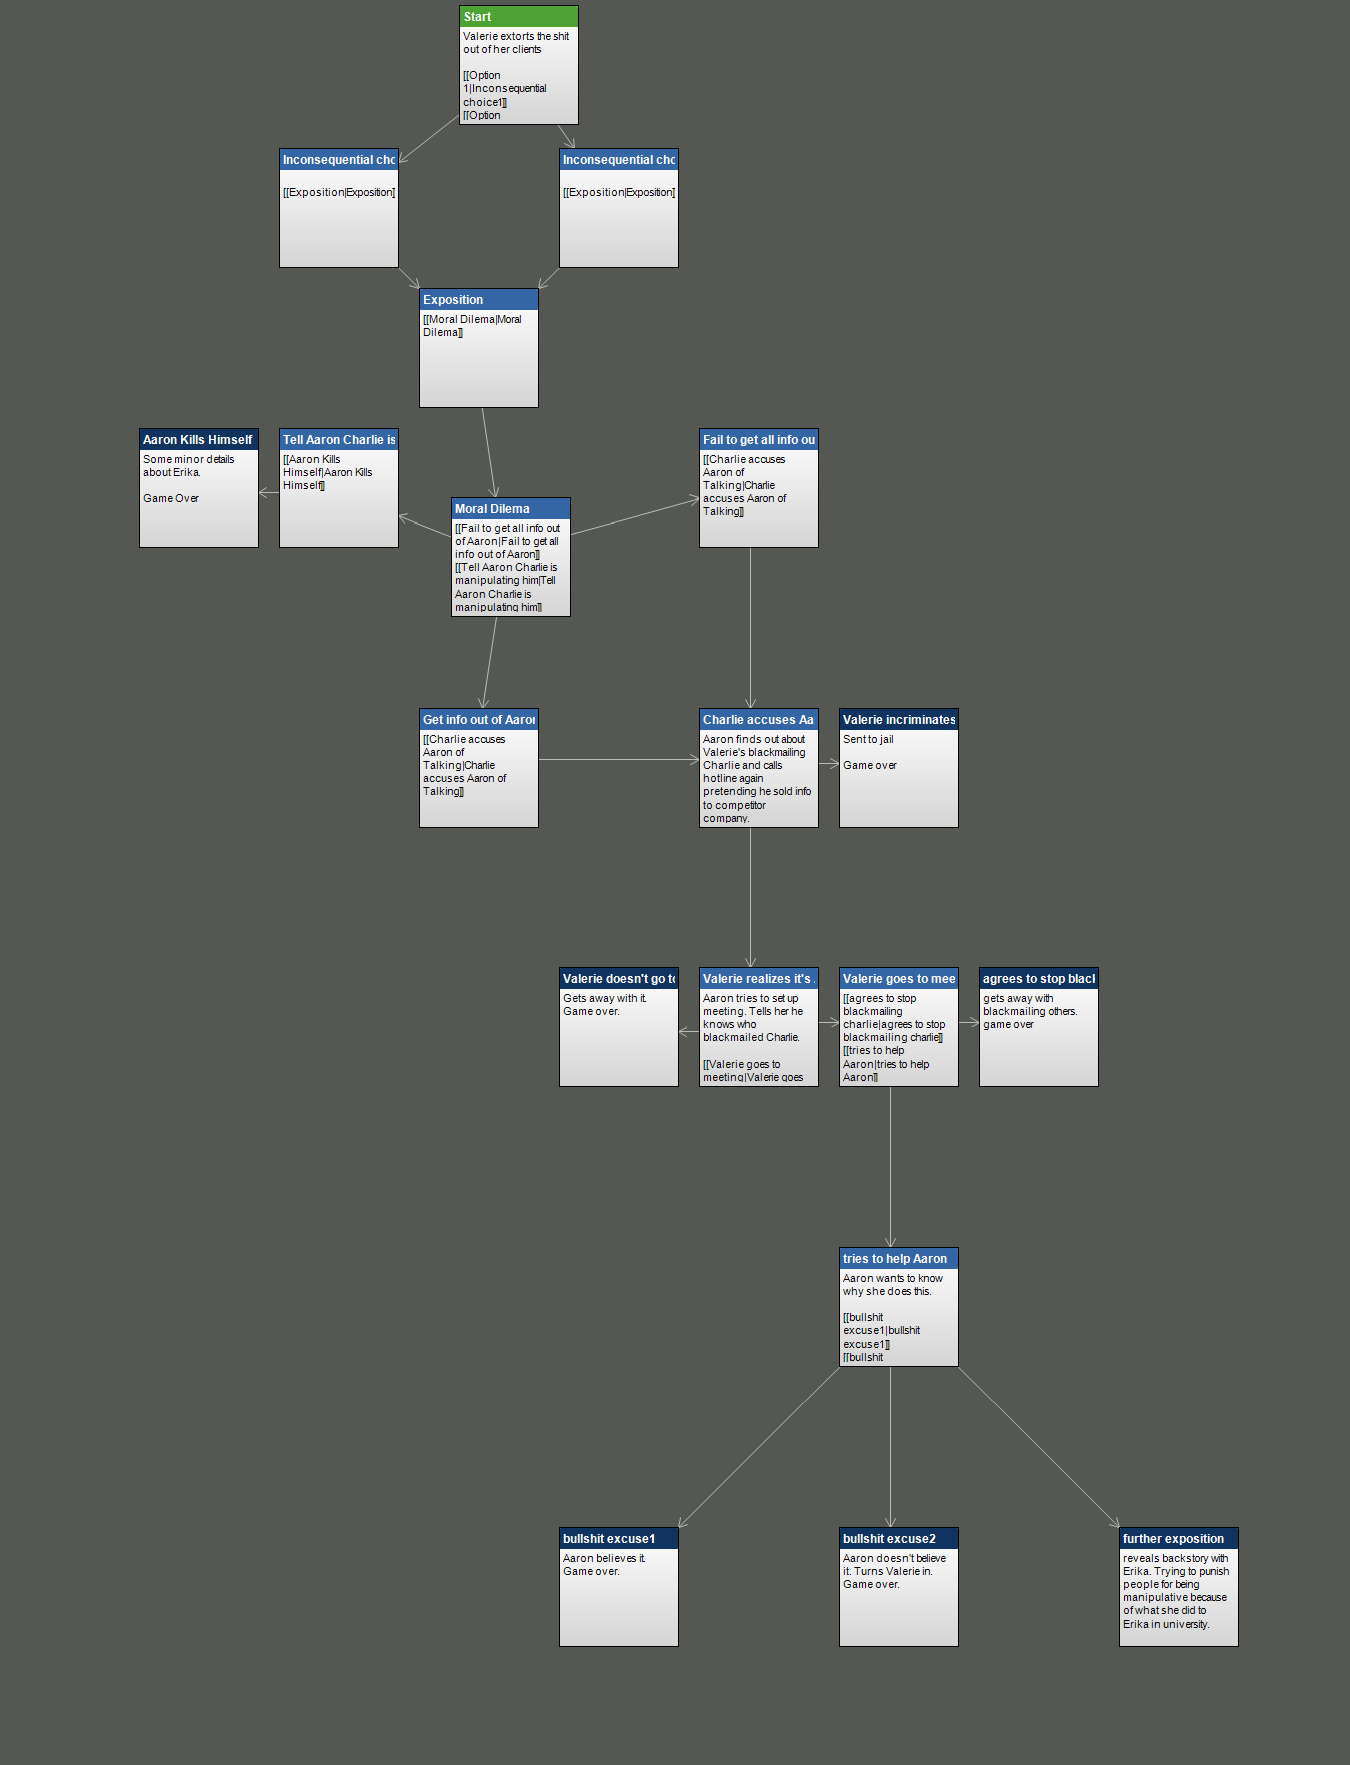 Start
Valerie extorts the shit
out of her clients
[[Option
1|Inconsequential
choice1]]
[[Option
Inconsequential chc
[[Exposition|Exposition]
Inconsequential chc
[[Exposition|Exposition]
Exposition
[[Moral Dilema|Moral
Dilema]]
Aaron Kills Himself
Some minor details
about Erika.
Game Over
Tell Aaron Charlie is
[[Aaron Kills
Himself|Aaron Kills
Himself]]
Moral Dilema
[[Fail to get all info out
of Aaron|Fail to get all
info out of Aaron]]
[[Tell Aaron Charlie is
manipulating him|Tell
Aaron Charlie is
manipulating him]]
Fail to get all info ou
[[Charlie accuses
Aaron of
Talking|Charlie
accuses Aaron of
Talking]]
Get info out of Aaron
[[Charlie accuses
Aaron of
Talking|Charlie
accuses Aaron of
Talking]]
Charlie accuses Aa
Aaron finds out about
Valerie's blackmailing
Charlie and calls
hotline again
pretending he sold info
to competitor
company.
Valerie incriminates
Sent to jail
Game over
Valerie doesn't go to
Gets away with it.
Game over.
Valerie realizes it's
Aaron tries to set up
meeting. Tells her he
knows who
blackmailed Charlie.
[[Valerie goes to
meeting|Valerie goes
Valerie goes to mee
[[agrees to stop
blackmailing
charlie|agrees to stop
blackmailing charlie]]
[[tries to help
Aaron|tries to help
Aaron]]
agrees to stop black
gets away with
blackmailing others.
game over
tries to help Aaron
Aaron wants to know
why she does this.
[[bullshit
excuse1|bullshit
excuse1]]
[[bullshit
bullshit excuse1
Aaron believes it.
Game over.
bullshit excuse2
Aaron doesn't believe
it. Turns Valerie in.
Game over.
further exposition
reveals backstory with
Erika. Trying to punish
people for being
manipulative because
of what she did to
Erika in university.